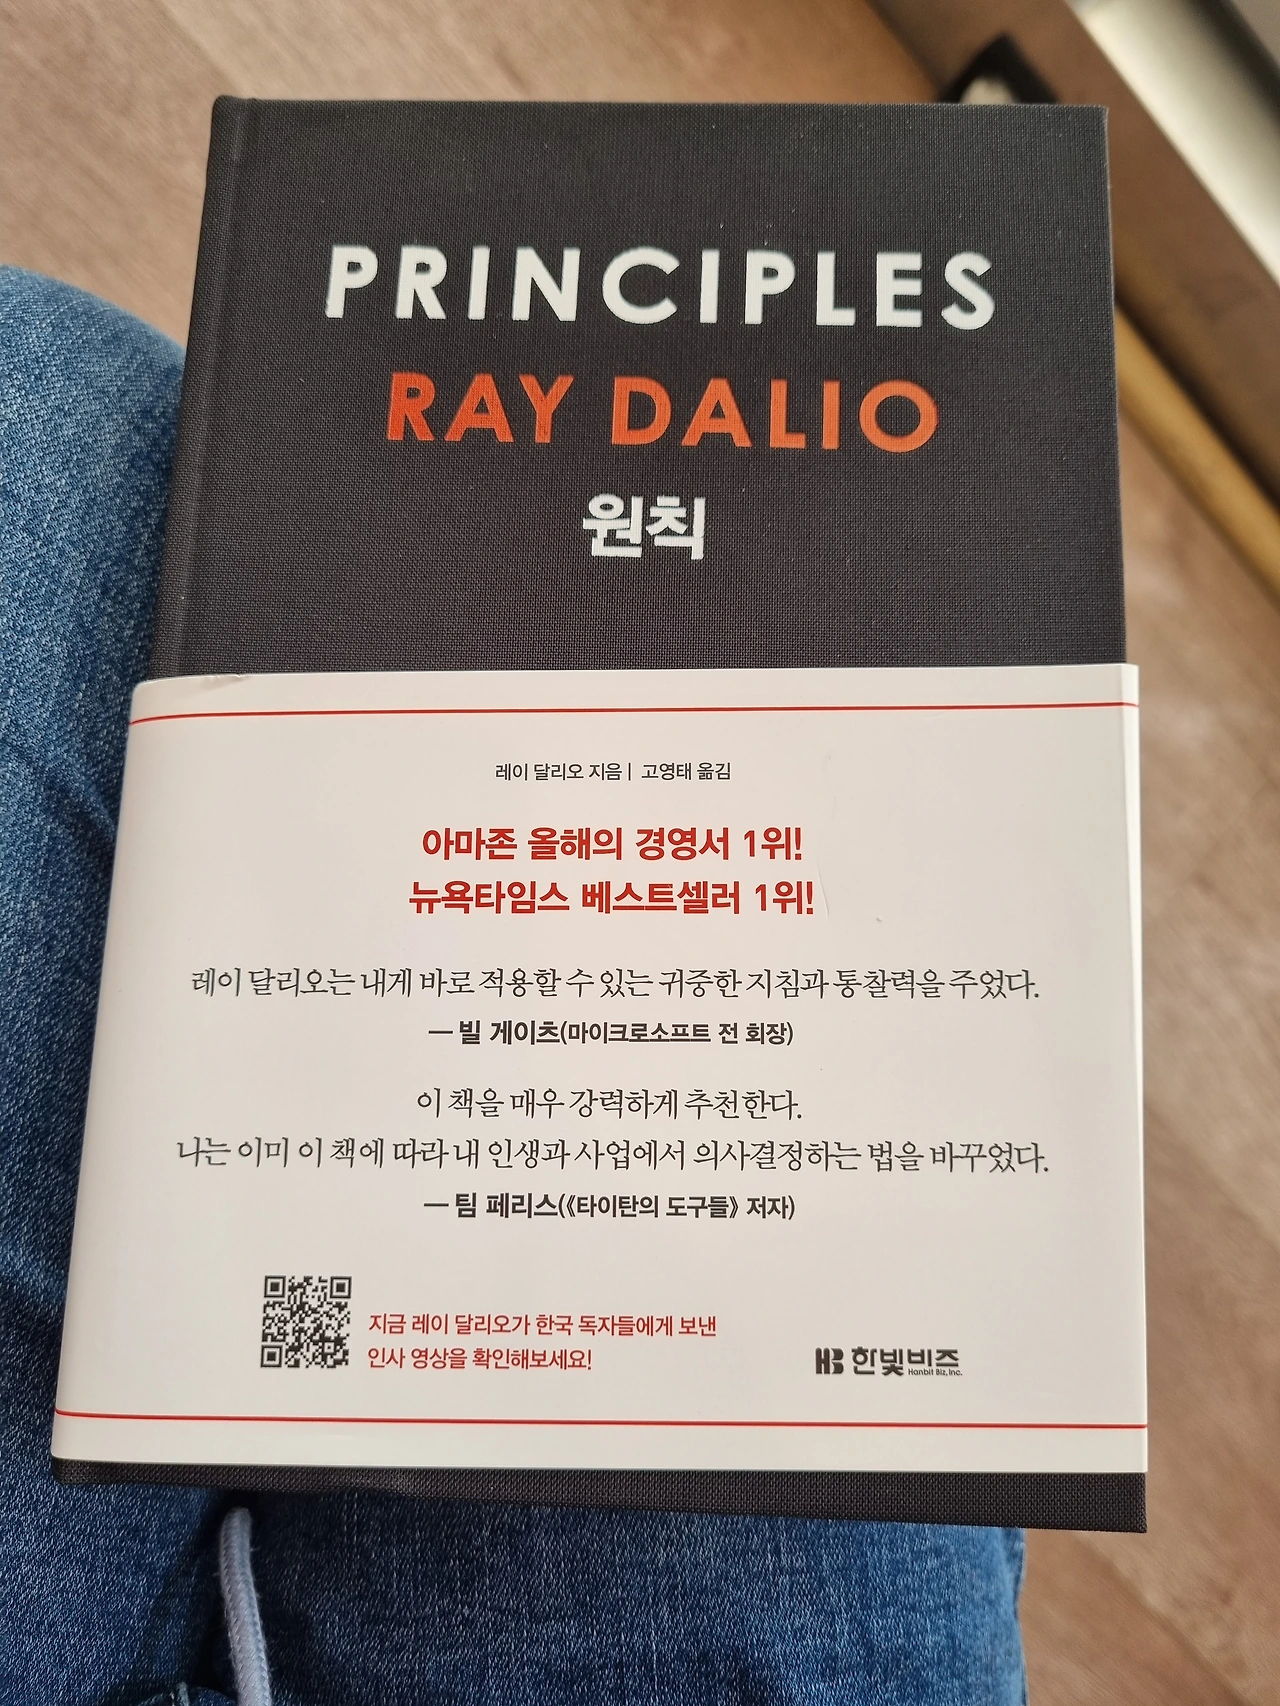 PRINCIPLES
RAY DALIO
원칙
레이 달리오 지음 | 고영태 옮김
아마존 올해의 경영서 1위!
뉴욕타임스 베스트셀러 1위!
레이 달리오는 내게 바로 적용할 수 있는 귀중한 지침과 통찰력을 주었다.
— 빌 게이츠(마이크로소프트 전 회장)
이 책을 매우 강력하게 추천한다.
나는 이미 이 책에 따라 내 인생과 사업에서 의사결정하는 법을 바꾸었다.
— 팀 페리스(《타이탄의 도구들》 저자)
지금 레이 달리오가 한국 독자들에게 보낸
인사 영상을 확인해보세요!
HB 한빛비즈
Hanbit Biz, Inc.